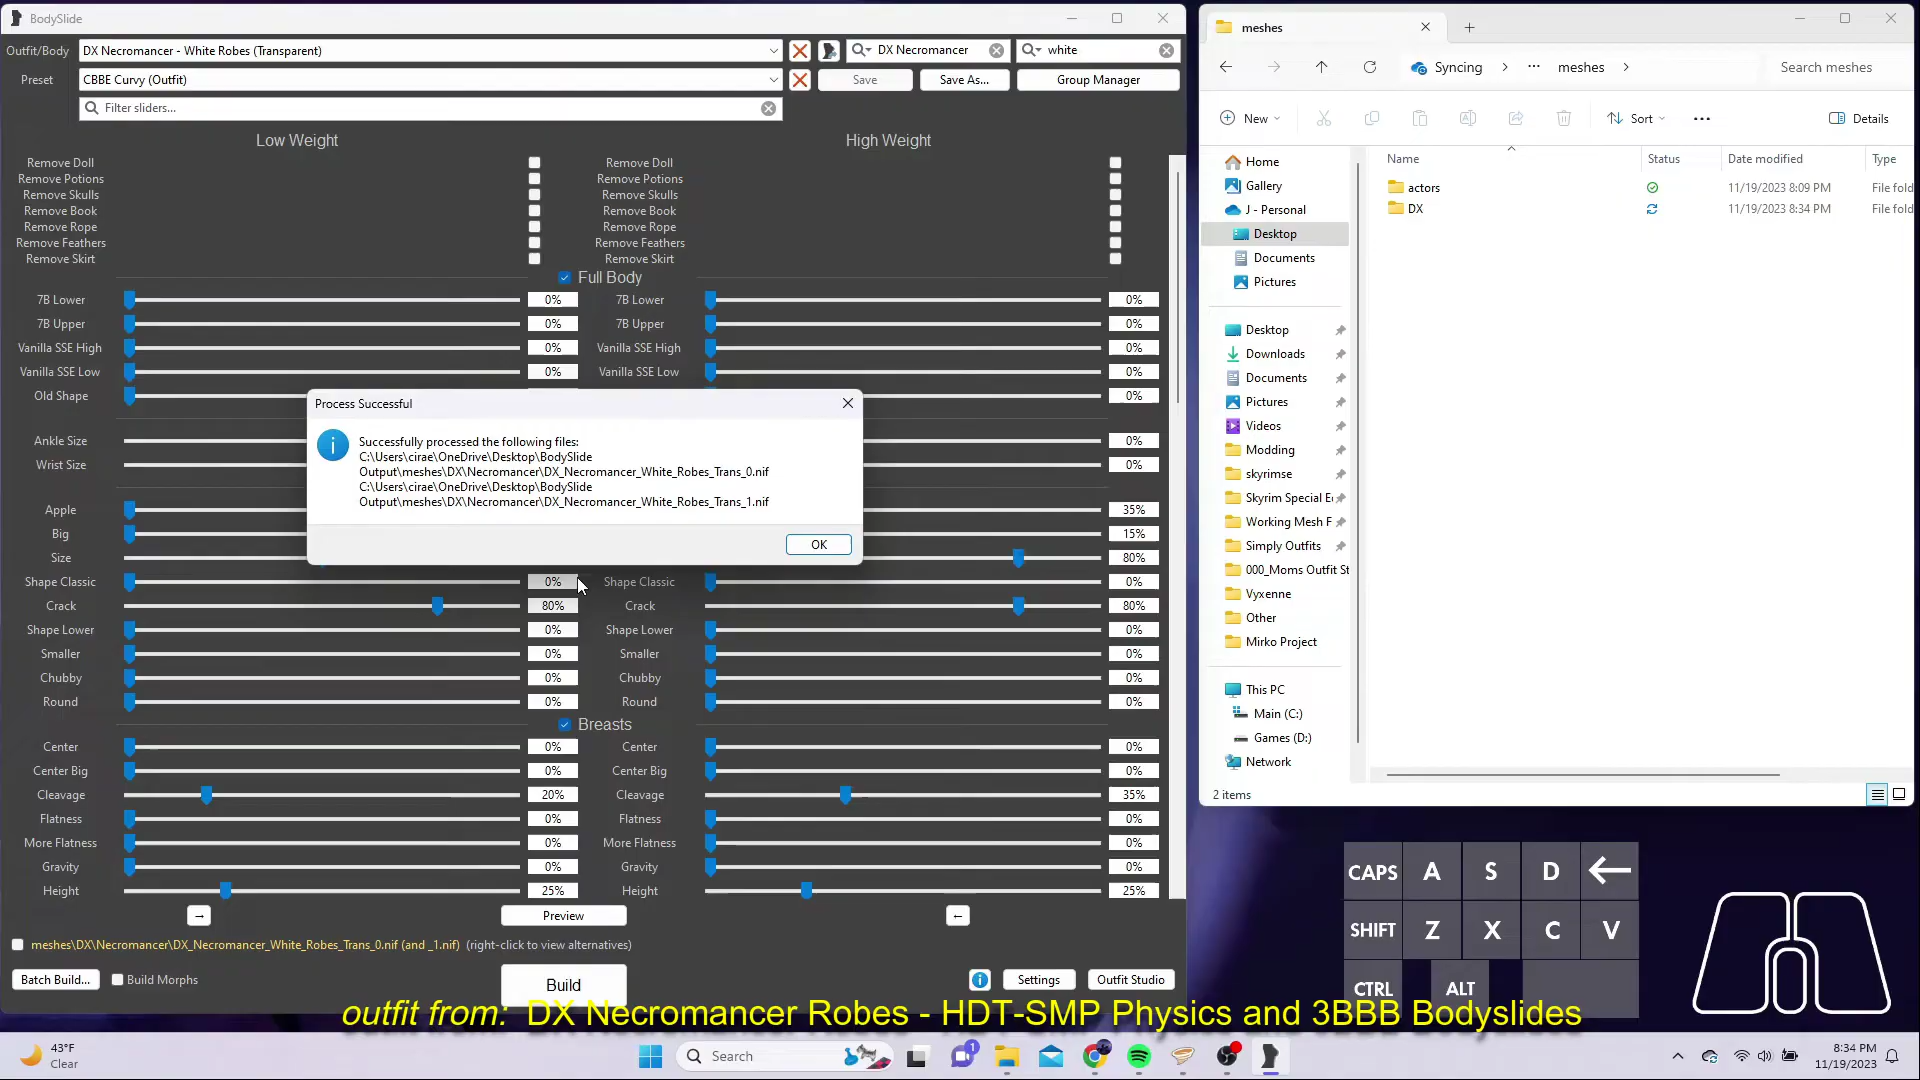 BodySlide
Outfit/Body
DX Necromancer - White Robes (Transparent)
DX Necromancer
white
Preset
CBBE Curvy (Outfit)
Save
Save As...
Group Manager
Filter sliders...
Low Weight
High Weight
Remove Doll
Remove Doll
Remove Potions
Remove Potions
Remove Skulls
Remove Skulls
Remove Book
Remove Book
Remove Rope
Remove Rope
Remove Feathers
Remove Feathers
Remove Skirt
Remove Skirt
Full Body
7B Lower 0% 7B Lower 0%
7B Upper 0% 7B Upper 0%
Vanilla SSE High 0% Vanilla SSE High 0%
Vanilla SSE Low 0% Vanilla SSE Low 0%
Old Shape 0%
Ankle Size 0%
Wrist Size 0%
Apple 35%
Big 15%
Size 80%
Shape Classic 0% Shape Classic 0%
Crack 80% Crack 80%
Shape Lower 0% Shape Lower 0%
Smaller 0% Smaller 0%
Chubby 0% Chubby 0%
Round 0% Round 0%
Breasts
Center 0% Center 0%
Center Big 0% Center Big 0%
Cleavage 20% Cleavage 35%
Flatness 0% Flatness 0%
More Flatness 0% More Flatness 0%
Gravity 0% Gravity 0%
Height 25% Height 25%
→
Preview
←
meshes\DX\Necromancer\DX_Necromancer_White_Robes_Trans_0.nif (and _1.nif) (right-click to view alternatives)
Batch Build...
Build Morphs
Build
Settings
Outfit Studio
Process Successful
Successfully processed the following files:
C:\Users\cirae\OneDrive\Desktop\BodySlide
Output\meshes\DX\Necromancer\DX_Necromancer_White_Robes_Trans_0.nif
C:\Users\cirae\OneDrive\Desktop\BodySlide
Output\meshes\DX\Necromancer\DX_Necromancer_White_Robes_Trans_1.nif
OK
meshes
Syncing
meshes
Search meshes
New
Sort
Details
Home
Gallery
J - Personal
Desktop
Documents
Pictures
Desktop
Downloads
Documents
Pictures
Videos
Modding
skyrimse
Skyrim Special E
Working Mesh F
Simply Outfits
000_Moms Outfit St
Vyxenne
Other
Mirko Project
This PC
Main (C:)
Games (D:)
Network
Name Status Date modified Type
actors 11/19/2023 8:09 PM File fold
DX 11/19/2023 8:34 PM File fold
2 items
CAPS A S D ←
SHIFT Z X C V
CTRL ALT
outfit from: DX Necromancer Robes - HDT-SMP Physics and 3BBB Bodyslides
43°F
Clear
Search
1
8:34 PM
11/19/2023